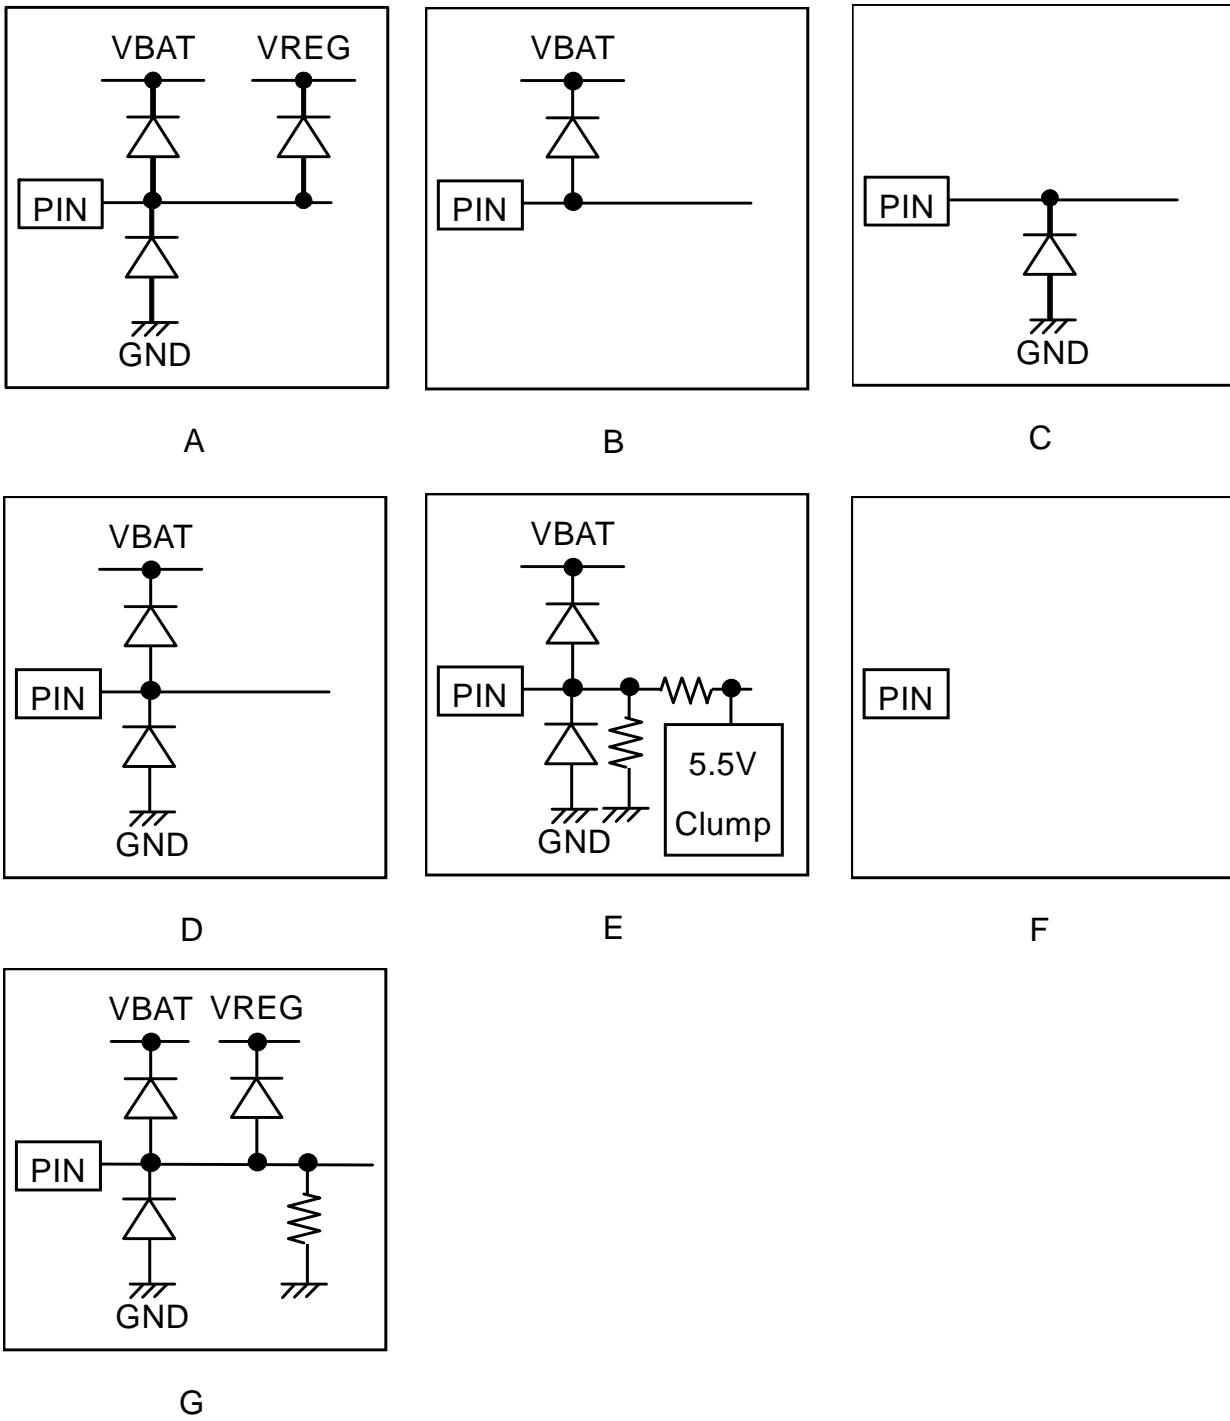 VBAT VREG
PIN
GND
A
VBAT
PIN
B
PIN
GND
C
VBAT
PIN
GND
D
VBAT
PIN
5.5V
Clump
GND
E
PIN
F
VBAT VREG
PIN
GND
G